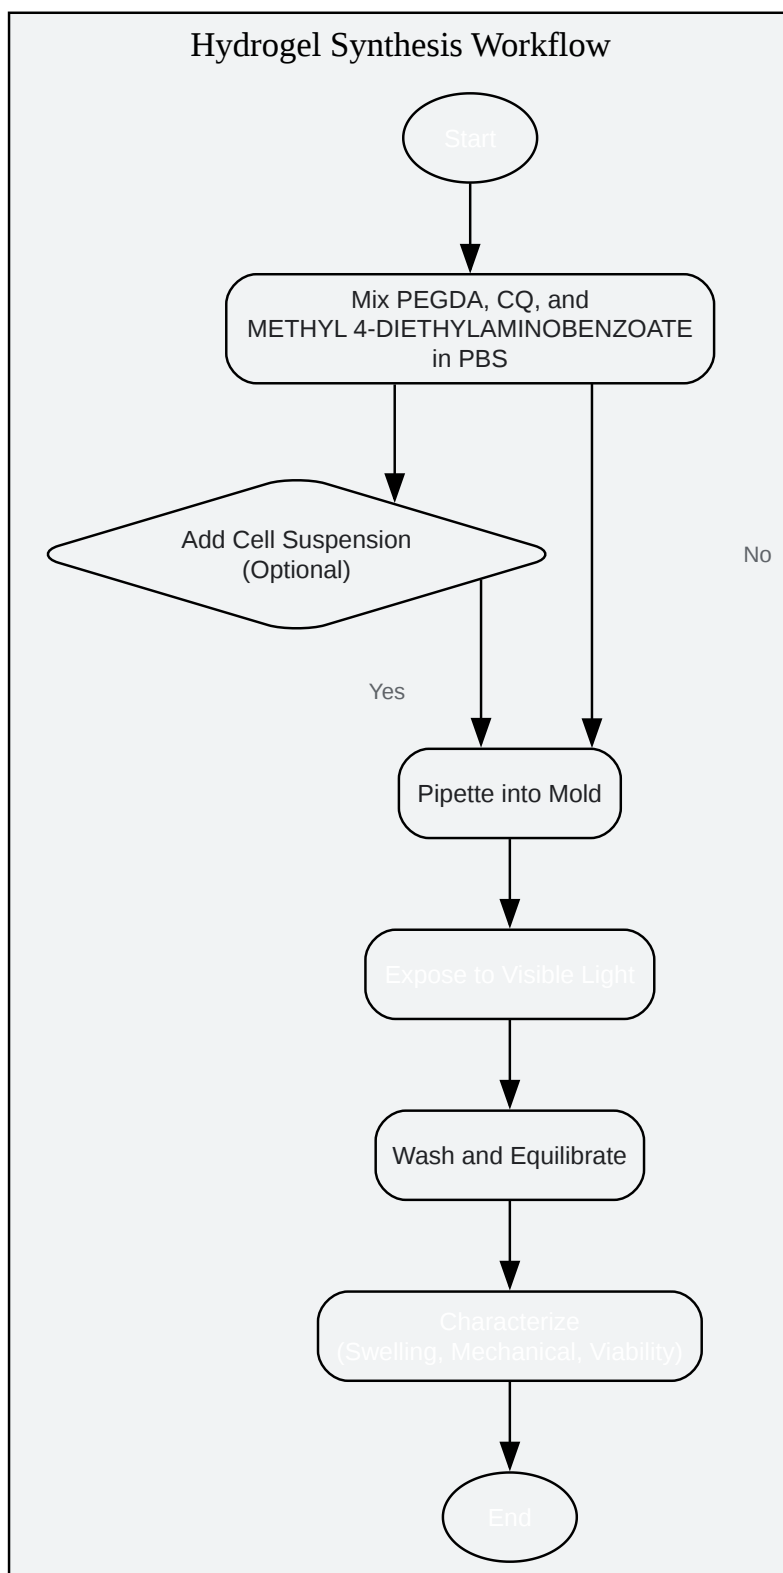 Hydrogel Synthesis Workflow
Start
Mix PEGDA, CQ, and
METHYL 4-DIETHYLAMINOBENZOATE
in PBS
Add Cell Suspension
(Optional)
No
Yes
Pipette into Mold
Expose to Visible Light
Wash and Equilibrate
Characterize
(Swelling, Mechanical, Viability)
End